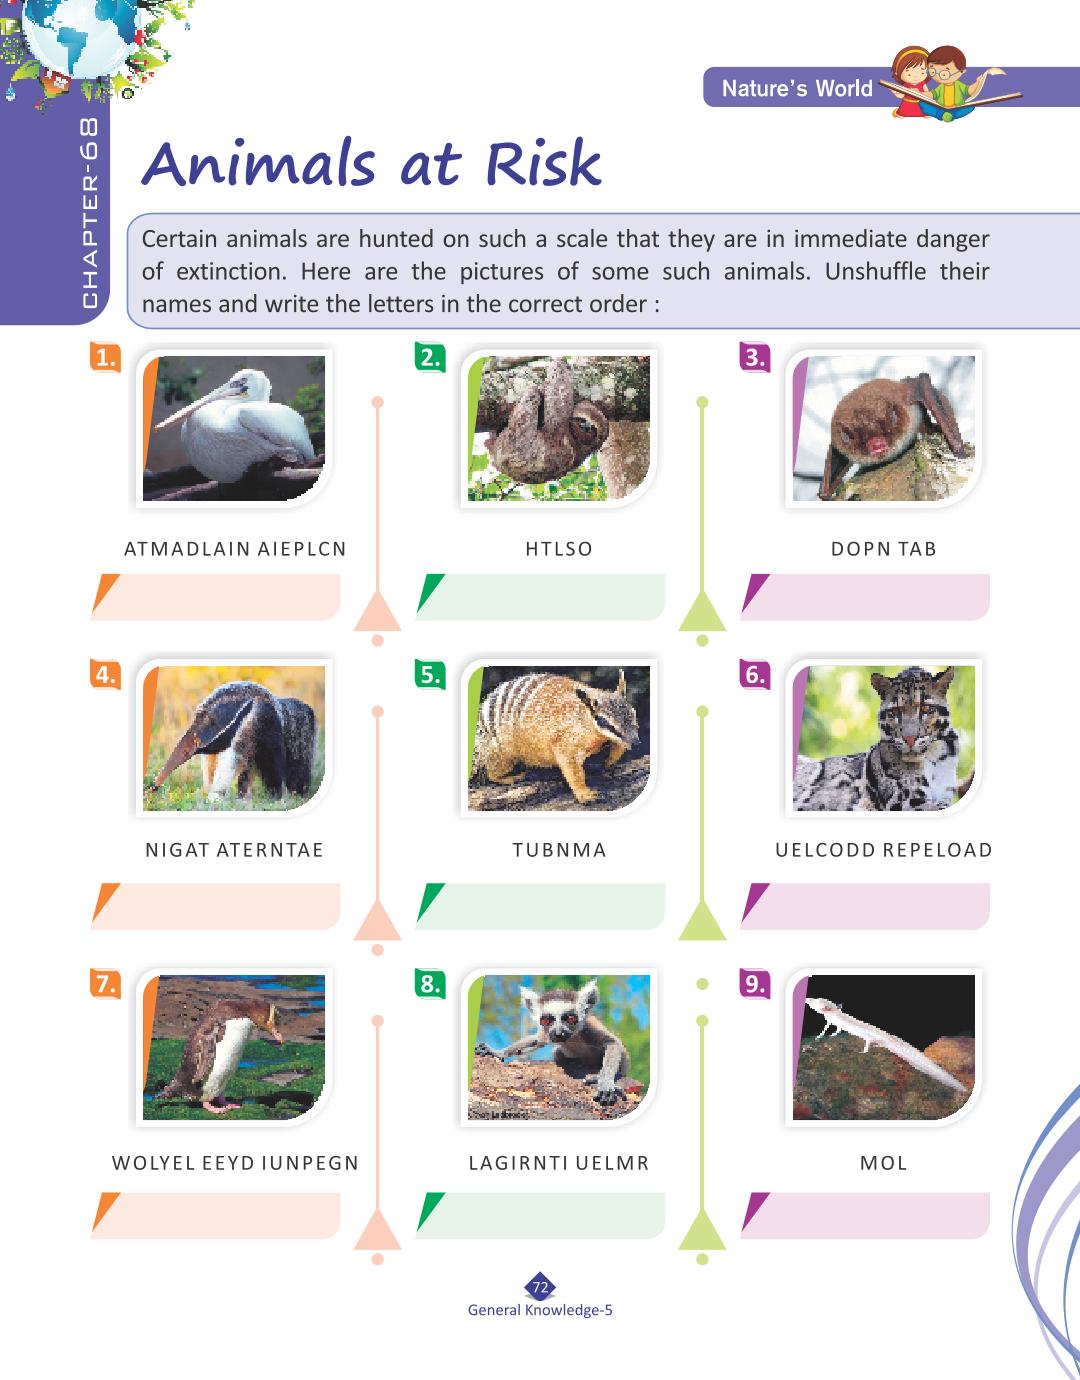 Nature's World
CHAPTER-68
Animals at Risk
Certain animals are hunted on such a scale that they are in immediate danger
of extinction. Here are the pictures of some such animals. Unshuffle their
names and write the letters in the correct order :
1.
2.
3.
ATMADLAIN AIEPLCN
HTLSO
DOPN TAB
4.
5.
6.
NIGAT ATERNTAE
TUBNMA
UELCODD REPELOAD
7.
8.
9.
WOLYEL EEYD IUNPEGN
LAGIRNTI UELMR
MOL
72
General Knowledge-5